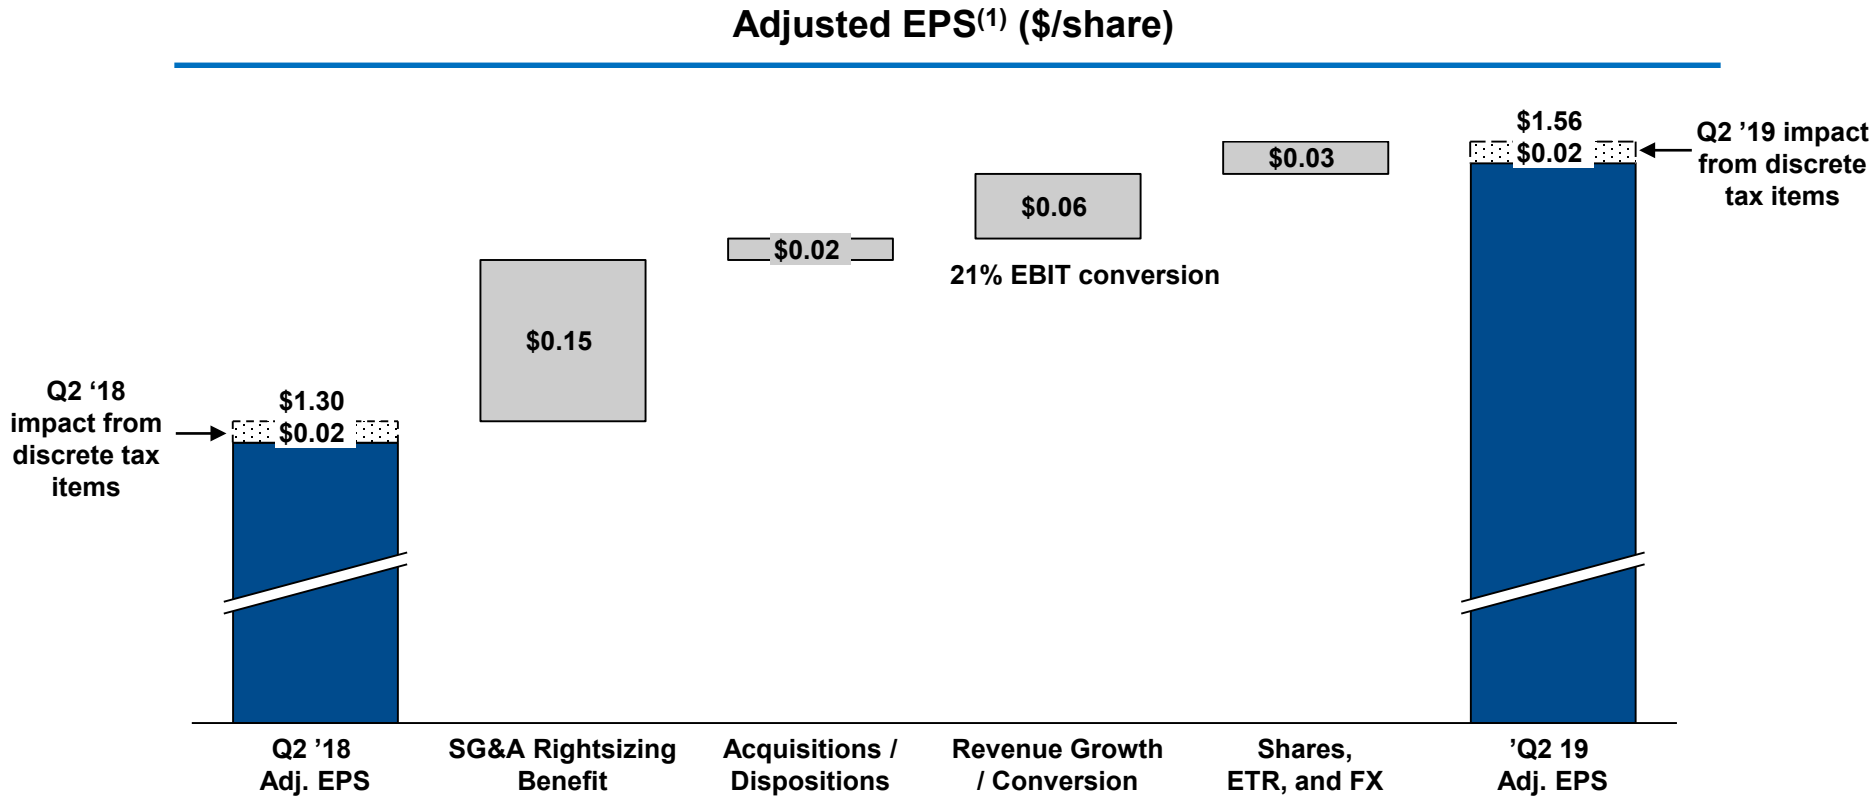 Adjusted EPS(1) ($/share)
$1.56
$0.02
Q2 ’19 impact
from discrete
tax items
$0.03
$0.06
21% EBIT conversion
$0.02
$0.15
Q2 ‘18
impact from
discrete tax
items
$1.30
$0.02
Q2 ’18
Adj. EPS
SG&A Rightsizing
Benefit
Acquisitions /
Dispositions
Revenue Growth
/ Conversion
Shares,
ETR, and FX
’Q2 19
Adj. EPS